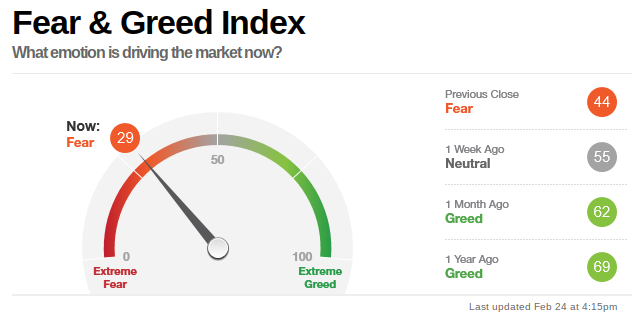 Fear & Greed Index
What emotion is driving the market now?
Now:
Fear
29
50
0
100
Extreme
Fear
Extreme
Greed
Previous Close
Fear
44
1 Week Ago
Neutral
55
1 Month Ago
Greed
62
1 Year Ago
Greed
69
Last updated Feb 24 at 4:15pm